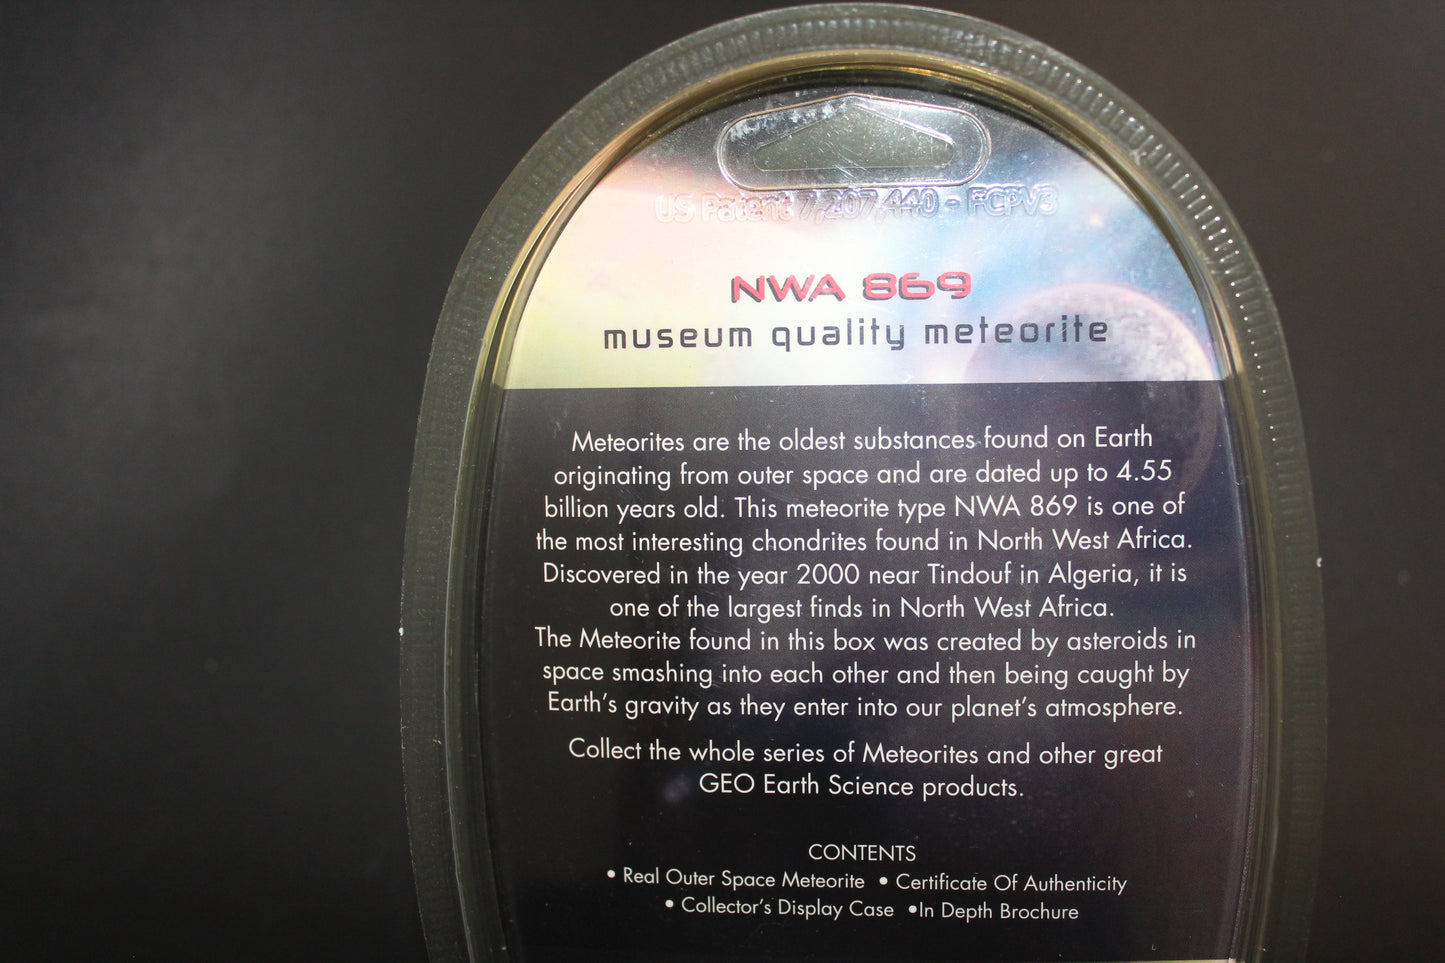 US Patent 7,207,440 - FCPV3
NWA 869
museum quality meteorite
Meteorites are the oldest substances found on Earth
originating from outer space and are dated up to 4.55
billion years old. This meteorite type NWA 869 is one of
the most interesting chondrites found in North West Africa.
Discovered in the year 2000 near Tindouf in Algeria, it is
one of the largest finds in North West Africa.
The Meteorite found in this box was created by asteroids in
space smashing into each other and then being caught by
Earth's gravity as they enter into our planet's atmosphere.
Collect the whole series of Meteorites and other great
GEO Earth Science products.
CONTENTS
• Real Outer Space Meteorite • Certificate Of Authenticity
• Collector's Display Case •In Depth Brochure